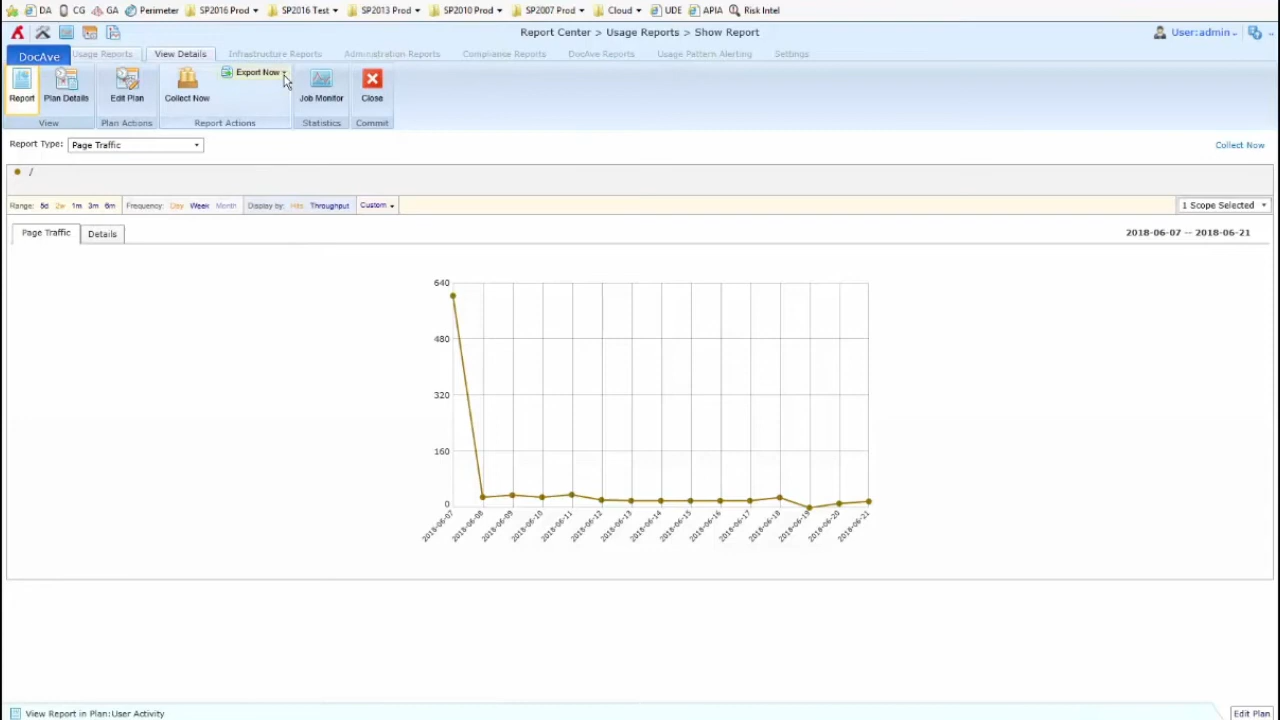 DA CG GA Perimeter SP2016 Prod SP2016 Test SP2013 Prod SP2010 Prod SP2007 Prod Cloud UDE APIA Risk Intel
Report Center > Usage Reports > Show Report
User:admin
DocAve Usage Reports View Details Infrastructure Reports Administration Reports Compliance Reports DocAve Reports Usage Pattern Alerting Settings
Export Now
Report Plan Details Edit Plan Collect Now Job Monitor Close
View Plan Actions Report Actions Statistics Commit
Report Type: Page Traffic Collect Now
/
Range: 6d 2w 1m 3m 6m Frequency: Day Week Month Display by: Hits Throughput Custom 1 Scope Selected
Page Traffic Details 2018-06-07 -- 2018-06-21
640
480
320
160
0
2018-06-07 2018-06-08 2018-06-09 2018-06-10 2018-06-11 2018-06-12 2018-06-13 2018-06-14 2018-06-15 2018-06-16 2018-06-17 2018-06-18 2018-06-19 2018-06-20 2018-06-21
View Report in Plan:User Activity Edit Plan